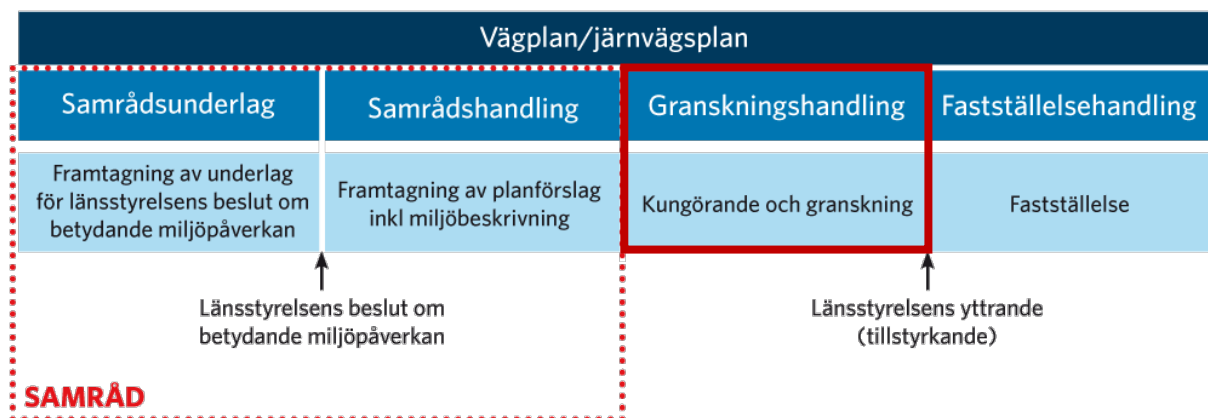 Vägplan/järnvägsplan
Samrådsunderlag
Samrådshandling
Granskningshandling
Fastställelsehandling
Framtagning av underlag
för länsstyrelsens beslut om
betydande miljöpåverkan
Framtagning av planförslag
inkl miljöbeskrivning
Kungörande och granskning
Fastställelse
Länsstyrelsens beslut om
betydande miljöpåverkan
Länsstyrelsens yttrande
(tillstyrkande)
SAMRÅD